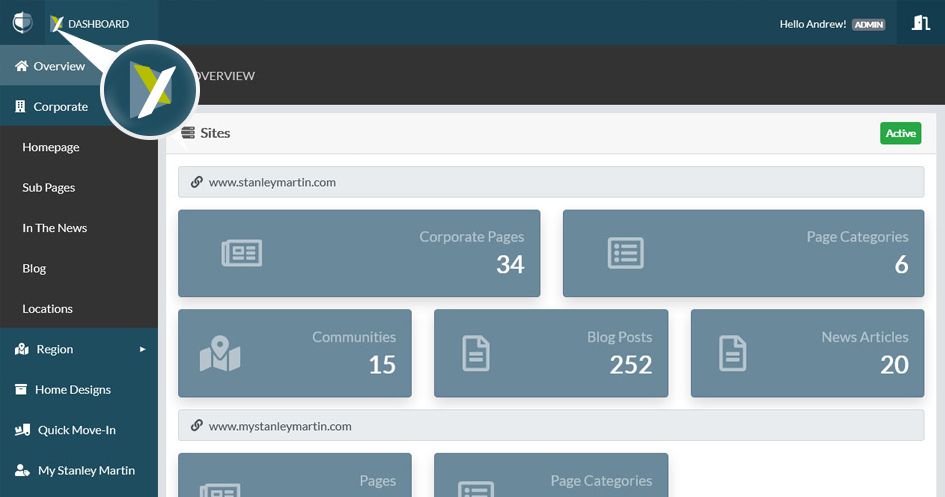 DASHBOARD
Hello Andrew! ADMIN
Overview
Corporate
Homepage
Sub Pages
In The News
Blog
Locations
Region
Home Designs
Quick Move-In
My Stanley Martin
OVERVIEW
Sites
Active
www.stanleymartin.com
Corporate Pages
34
Page Categories
6
Communities
15
Blog Posts
252
News Articles
20
www.mystanleymartin.com
Pages
Page Categories